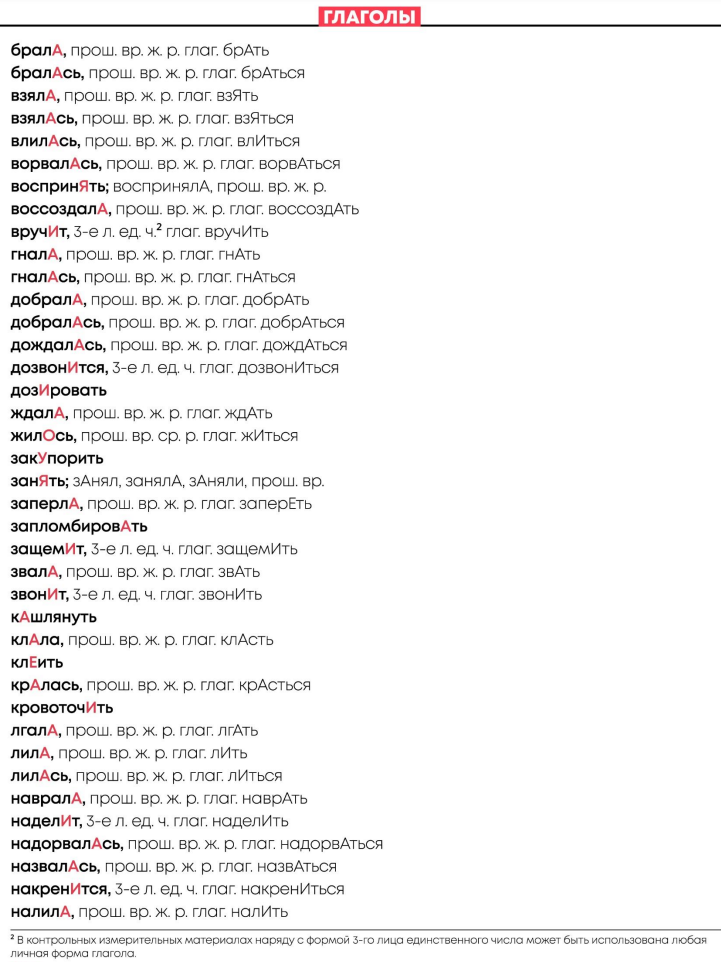 ГЛАГОЛЫ
бралА, прош. вр. ж. р. глаг. брАть
бралАсь, прош. вр. ж. р. глаг. брАться
взялА, прош. вр. ж. р. глаг. взЯть
взялАсь, прош. вр. ж. р. глаг. взЯться
влилАсь, прош. вр. ж. р. глаг. влИться
ворвалАсь, прош. вр. ж. р. глаг. ворвАться
воспринЯть; воспринялА, прош. вр. ж. р.
воссоздалА, прош. вр. ж. р. глаг. воссоздАть
вручИт, 3-е л. ед. ч.² глаг. вручИть
гналА, прош. вр. ж. р. глаг. гнАть
гналАсь, прош. вр. ж. р. глаг. гнАться
добралА, прош. вр. ж. р. глаг. добрАть
добралАсь, прош. вр. ж. р. глаг. добрАться
дождалАсь, прош. вр. ж. р. глаг. дождАться
дозвонИтся, 3-е л. ед. ч. глаг. дозвонИться
дозИровать
ждалА, прош. вр. ж. р. глаг. ждАть
жилОсь, прош. вр. ср. р. глаг. жИться
закУпорить
занЯть; зАнял, занялА, зАняли, прош. вр.
заперлА, прош. вр. ж. р. глаг. заперЕть
запломбировАть
защемИт, 3-е л. ед. ч. глаг. защемИть
звалА, прош. вр. ж. р. глаг. звАть
звонИт, 3-е л. ед. ч. глаг. звонИть
кАшлянуть
клАла, прош. вр. ж. р. глаг. клАсть
клЕить
крАлась, прош. вр. ж. р. глаг. крАсться
кровоточИть
лгалА, прош. вр. ж. р. глаг. лгАть
лилА, прош. вр. ж. р. глаг. лИть
лилАсь, прош. вр. ж. р. глаг. лИться
навралА, прош. вр. ж. р. глаг. наврАть
наделИт, 3-е л. ед. ч. глаг. наделИть
надорвалАсь, прош. вр. ж. р. глаг. надорвАться
назвалАсь, прош. вр. ж. р. глаг. назвАться
накренИтся, 3-е л. ед. ч. глаг. накренИться
налилА, прош. вр. ж. р. глаг. налИть
² В контрольных измерительных материалах наряду с формой 3-го лица единственного числа может быть использована любая
личная форма глагола.